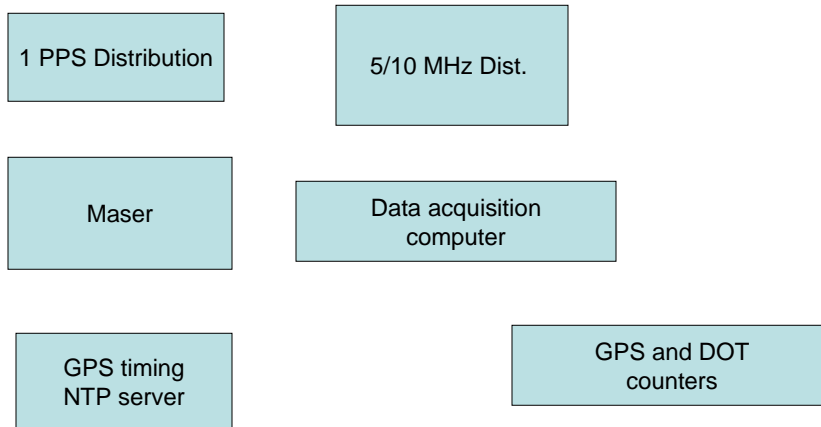 1 PPS Distribution
5/10 MHz Dist.
Maser
Data acquisition
computer
GPS timing
NTP server
GPS and DOT
counters